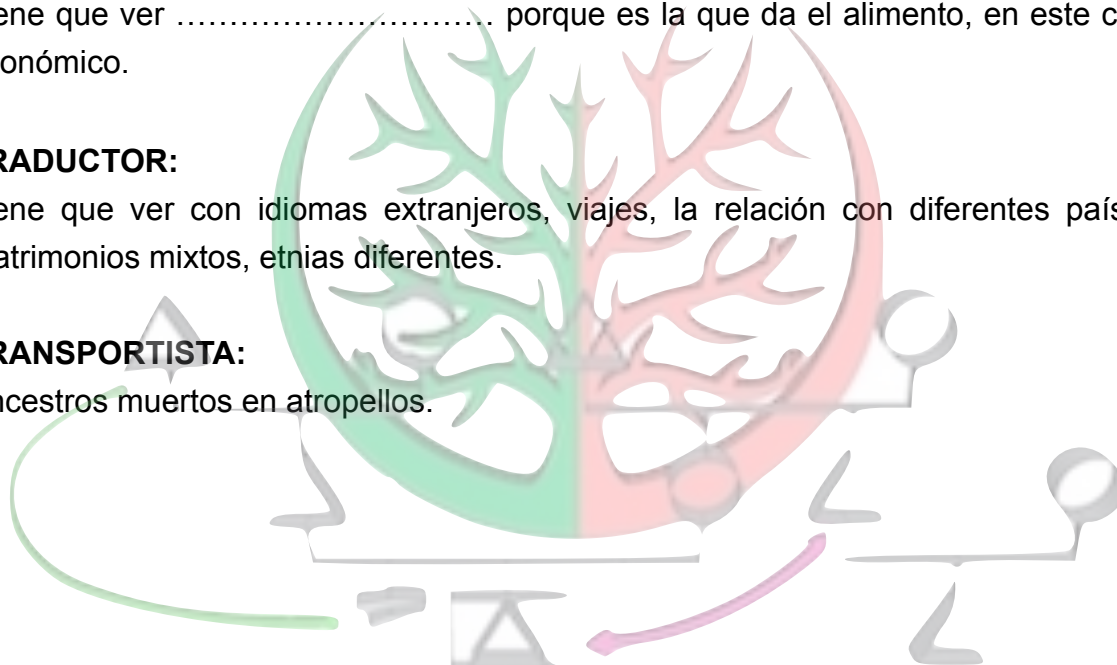 ene que ver ………………………… porque es la que da el alimento, en este c
onómico.
RADUCTOR:
ene que ver con idiomas extranjeros, viajes, la relación con diferentes país
atrimonios mixtos, etnias diferentes.
RANSPORTISTA:
ncestros muertos en atropellos.